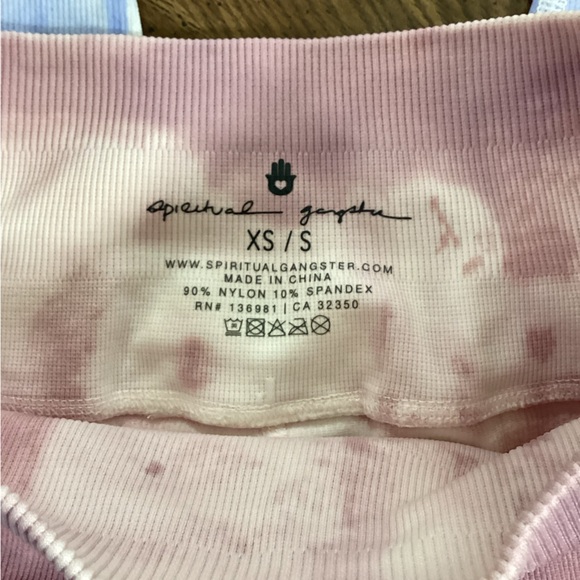 spiritual gangster
XS / S
WWW.SPIRITUALGANGSTER.COM
MADE IN CHINA
90% NYLON 10% SPANDEX
RN# 136981 | CA 32350